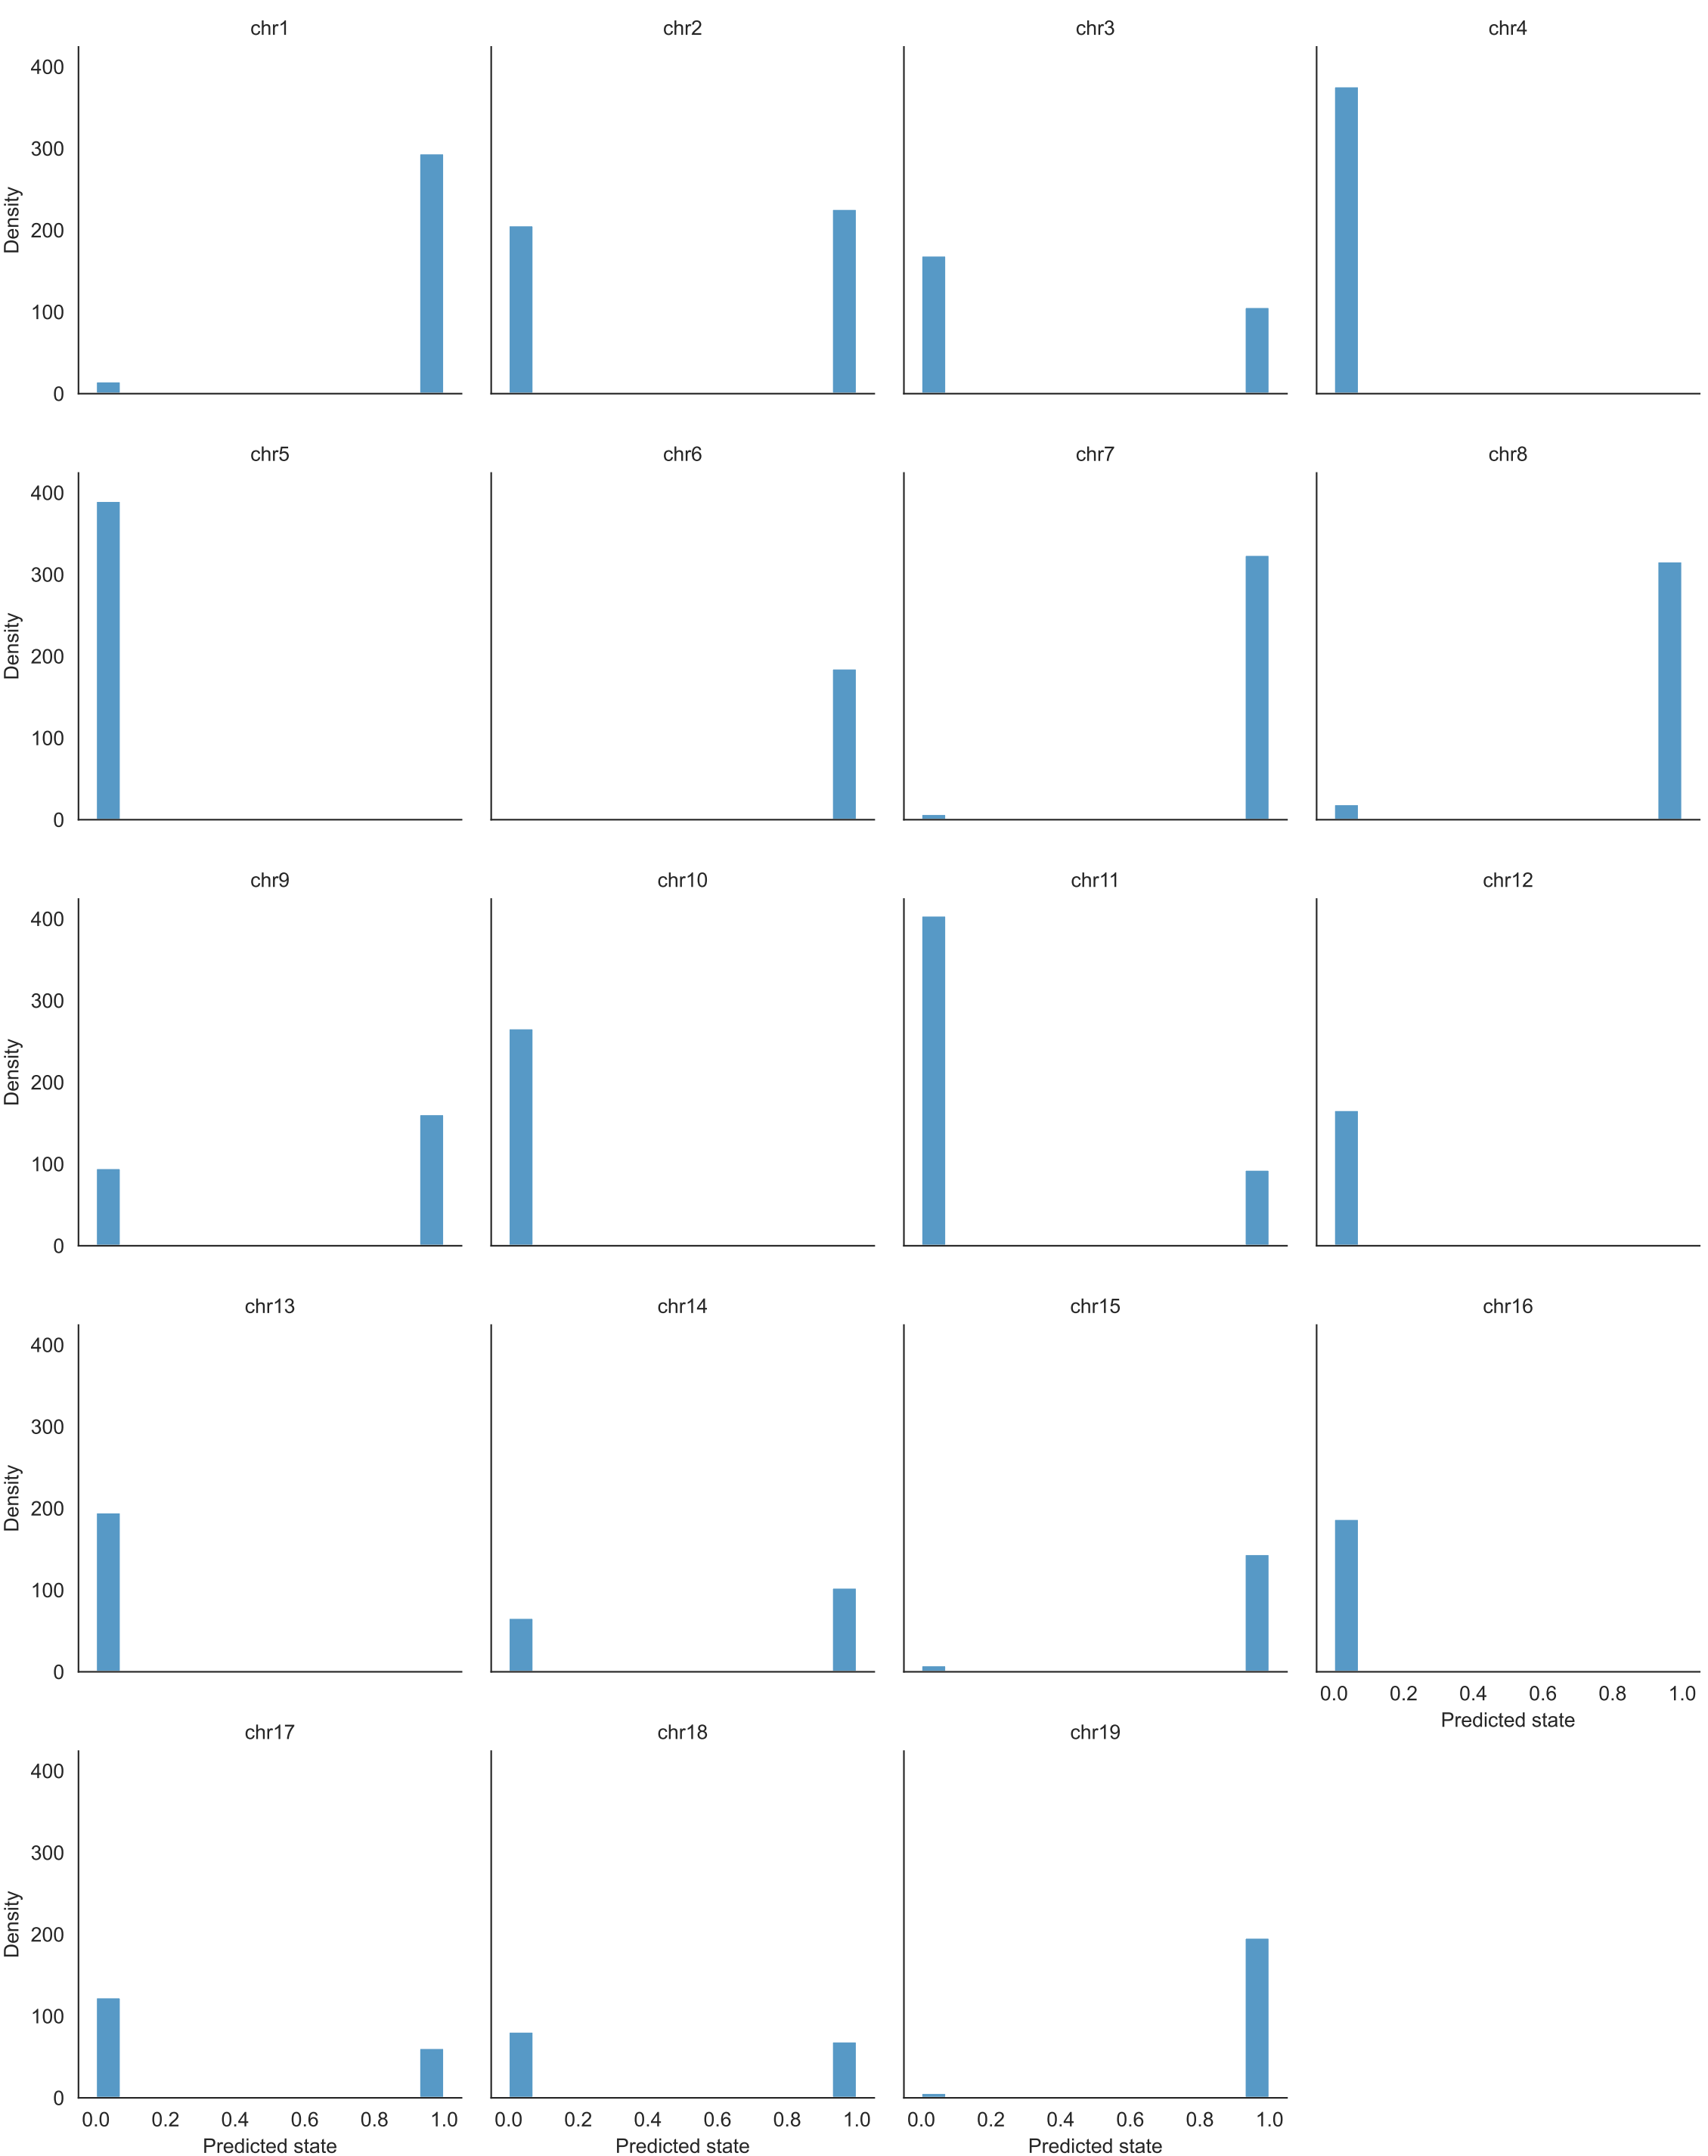 chr1 chr2 chr3 chr4
400
300
200
100
0
Density
chr5 chr6 chr7 chr8
400
300
200
100
0
Density
chr9 chr10 chr11 chr12
400
300
200
100
0
Density
chr13 chr14 chr15 chr16
400
300
200
100
0
Density
0.0 0.2 0.4 0.6 0.8 1.0
Predicted state
chr17 chr18 chr19
400
300
200
100
0
Density
0.0 0.2 0.4 0.6 0.8 1.0 0.0 0.2 0.4 0.6 0.8 1.0 0.0 0.2 0.4 0.6 0.8 1.0
Predicted state Predicted state Predicted state